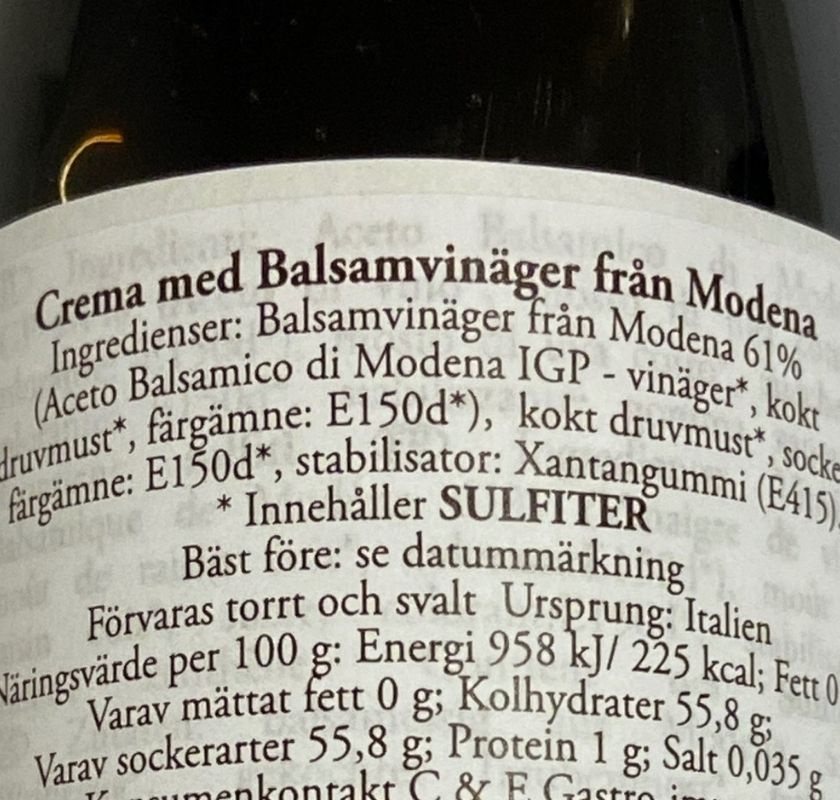 Crema med Balsamvinäger från Modena
Ingredienser: Balsamvinäger från Modena 61%
(Aceto Balsamico di Modena IGP - vinäger*, kokt
druvmust*, färgämne: E150d*), kokt druvmust*, socke
färgämne: E150d*, stabilisator: Xantangummi (E415).
* Innehåller SULFITER
Bäst före: se datummärkning
Förvaras torrt och svalt Ursprung: Italien
Näringsvärde per 100 g: Energi 958 kJ/ 225 kcal; Fett 0
Varav mättat fett 0 g; Kolhydrater 55,8 g;
Varav sockerarter 55,8 g; Protein 1 g; Salt 0,035 g
C & E Gastro